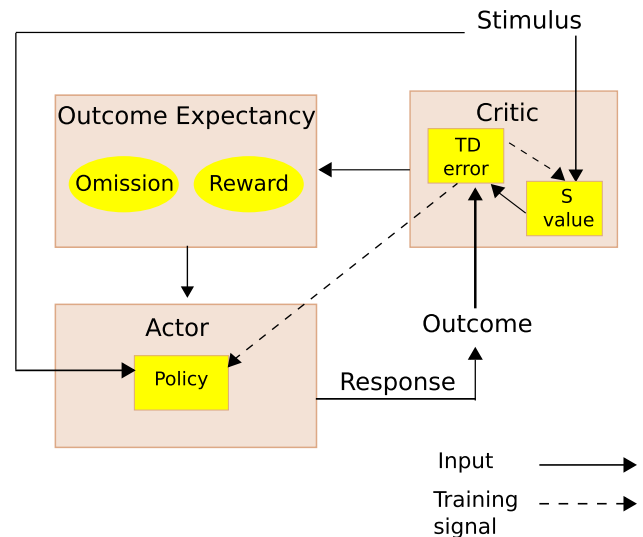 Stimulus
Outcome Expectancy
Omission
Reward
Critic
TD
error
S
value
Outcome
Actor
Policy
Response
Input
Training
signal